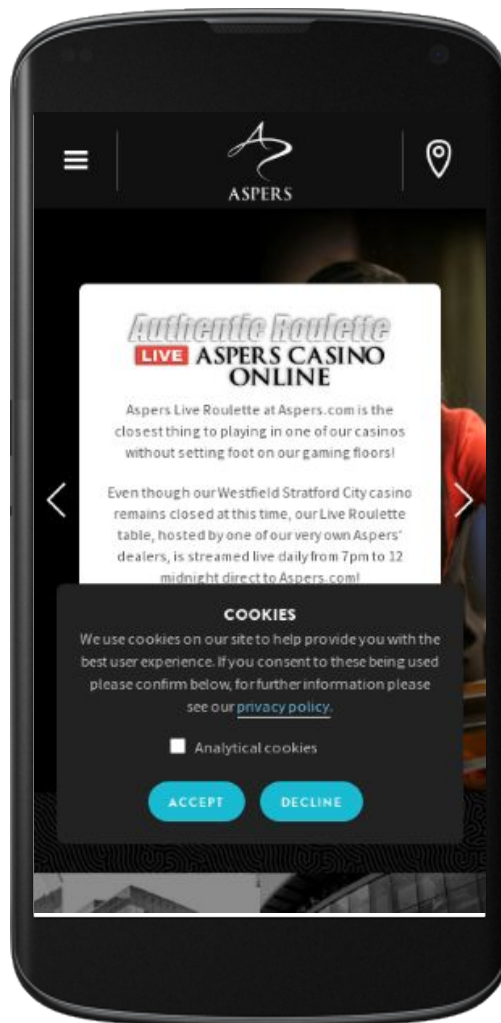 ASPERS
Authentic Roulette
LIVE ASPERS CASINO
ONLINE
Aspers Live Roulette at Aspers.com is the
closest thing to playing in one of our casinos
without setting foot on our gaming floors!
Even though our Westfield Stratford City casino
remains closed at this time, our Live Roulette
table, hosted by one of our very own Aspers'
dealers, is streamed live daily from 7pm to 12
midnight direct to Aspers.com!
COOKIES
We use cookies on our site to help provide you with the
best user experience. If you consent to these being used
please confirm below, for further information please
see our privacy policy.
Analytical cookies
ACCEPT DECLINE